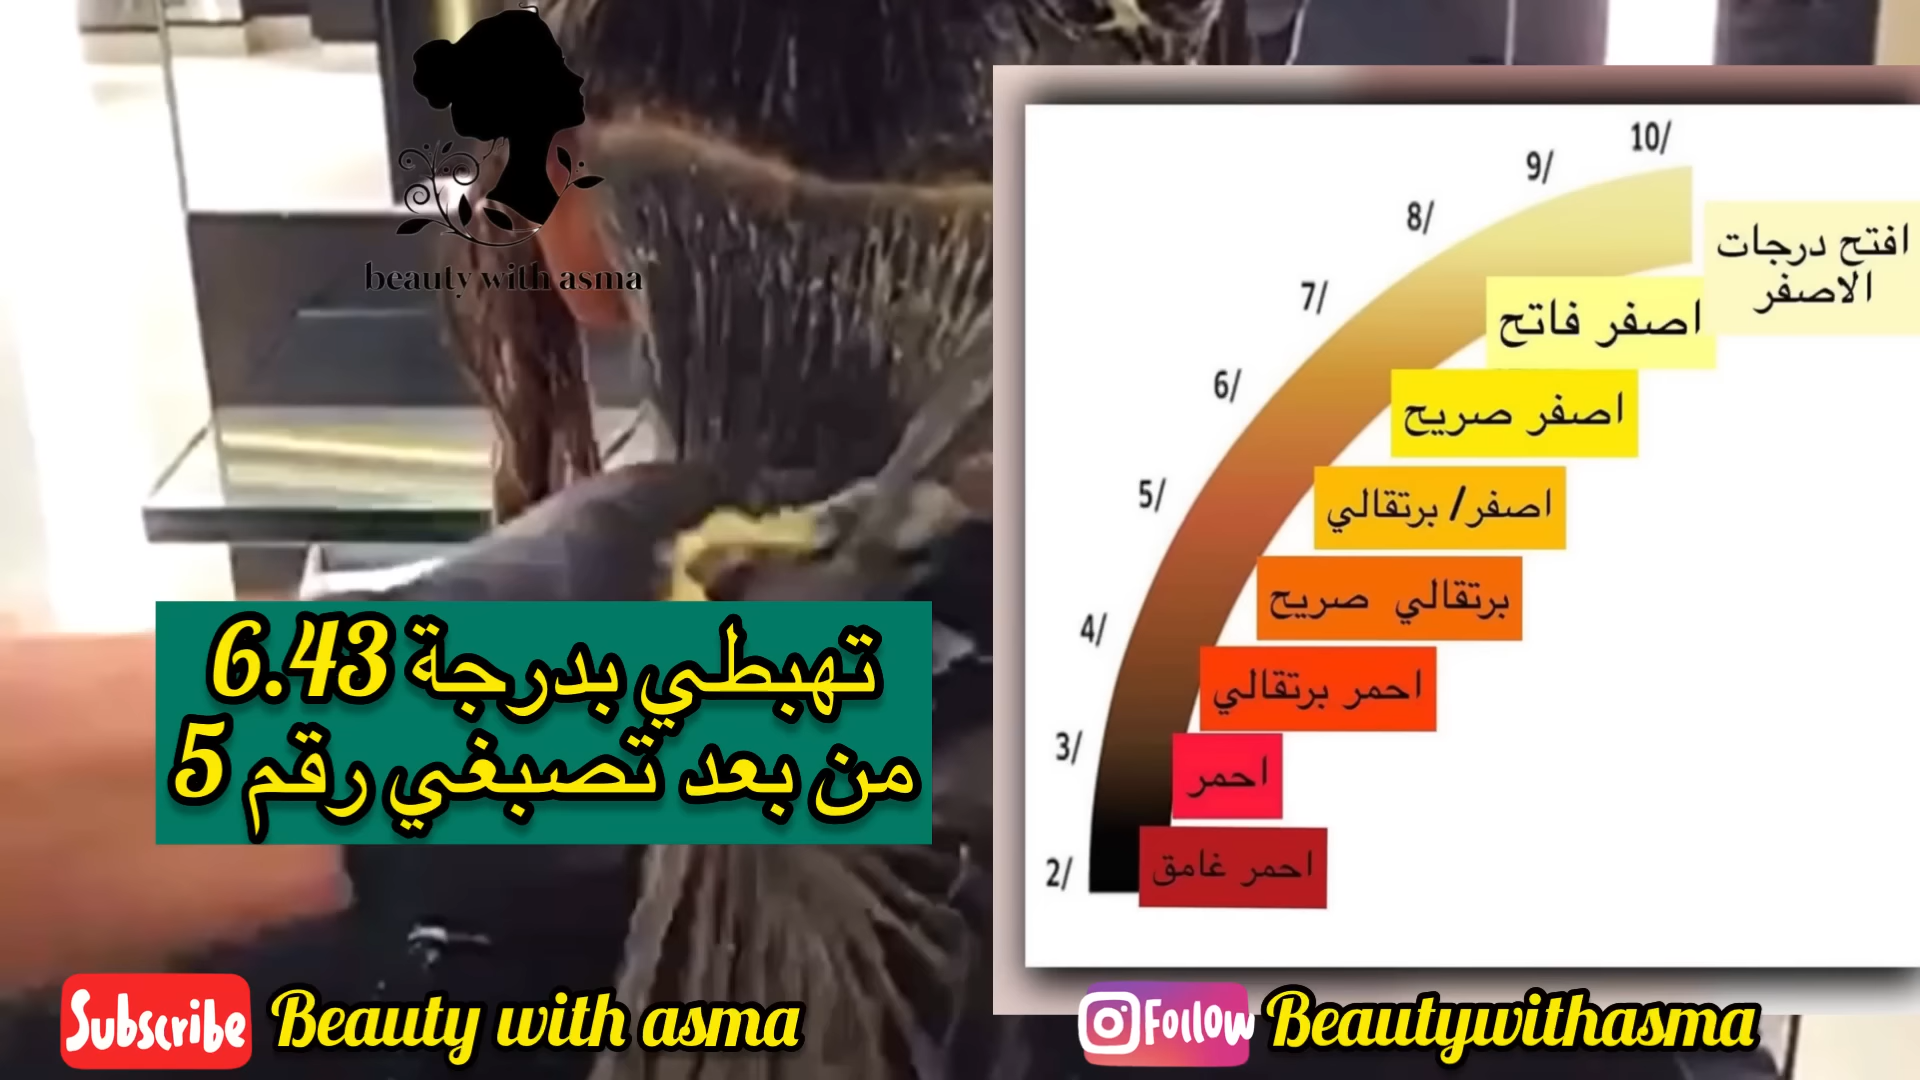 beauty with asma
10/
9/
8/
7/
6/
5/
4/
3/
2/
افتح درجات
الاصفر
اصفر فاتح
اصفر صريح
اصفر/ برتقالي
برتقالي صريح
احمر برتقالي
احمر
احمر غامق
تهبطي بدرجة 6.43
من بعد تصبغي رقم 5
Subscribe
Beauty with asma
Follow
Beautywithasma